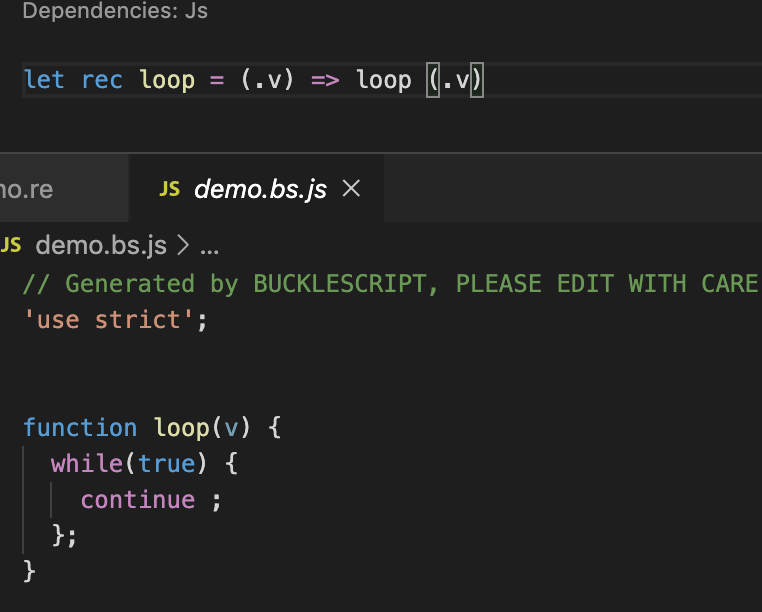 Dependencies: Js
let rec loop = (.v) => loop (.v)
no.re
JS demo.bs.js ×
JS demo.bs.js > ...
// Generated by BUCKLESCRIPT, PLEASE EDIT WITH CARE
'use strict';
function loop(v) {
while(true) {
continue ;
};
}